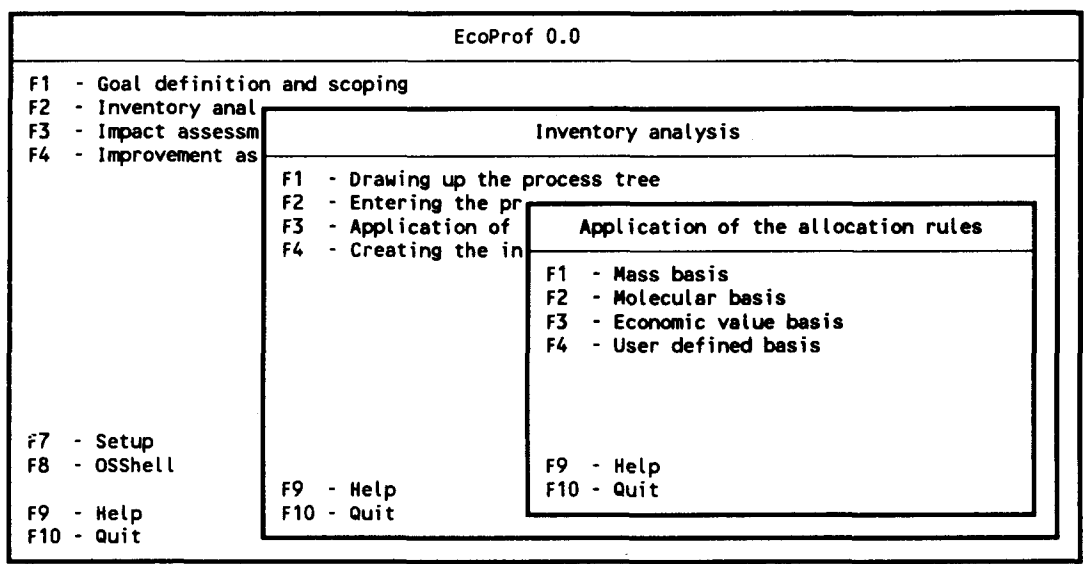 EcoProf 0.0
F1 - Goal definition and scoping
F2 - Inventory anal
F3 - Impact assessm
F4 - Improvement as
F7 - Setup
F8 - OSShell
F9 - Help
F10 - Quit
Inventory analysis
F1 - Drawing up the process tree
F2 - Entering the pr
F3 - Application of
F4 - Creating the in
F9 - Help
F10 - Quit
Application of the allocation rules
F1 - Mass basis
F2 - Molecular basis
F3 - Economic value basis
F4 - User defined basis
F9 - Help
F10 - Quit